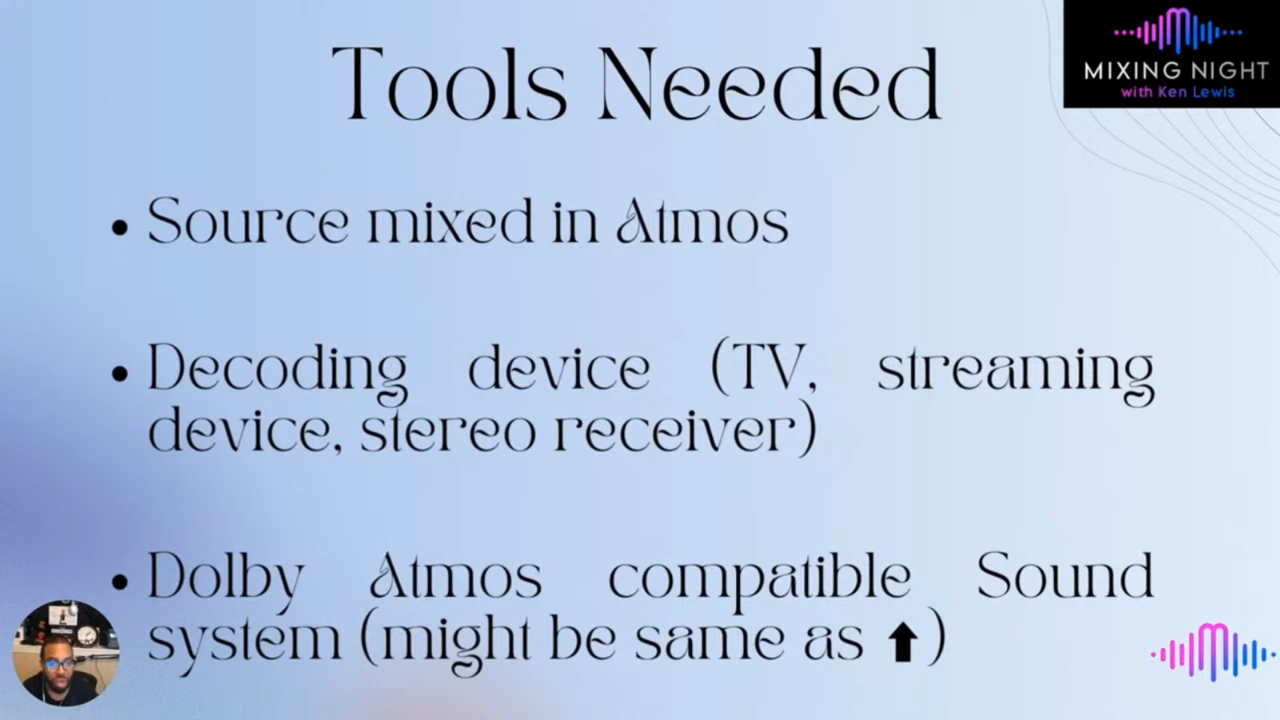 Tools Needed
MIXING NIGHT
with Ken Lewis
• Source mixed in Atmos
• Decoding device (TV, streaming
device, stereo receiver)
• Dolby Atmos compatible Sound
system (might be same as ⬆)